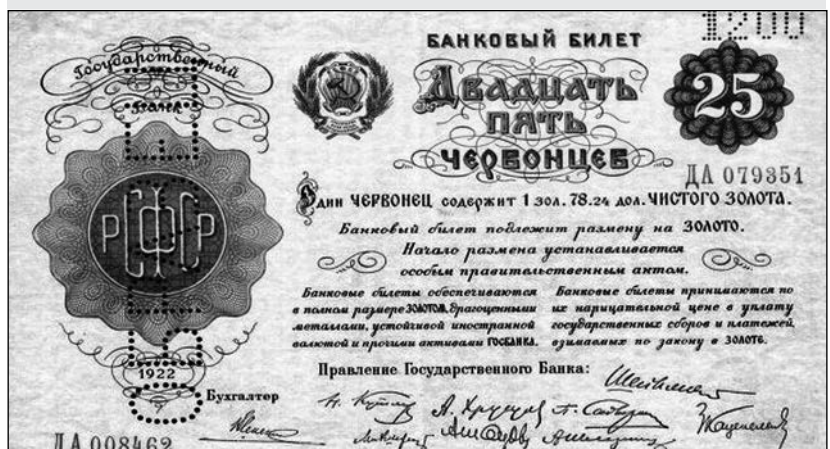 1200
Государственный
Банк
БАНКОВЫЙ БИЛЕТ
Двадцать
пять
червонцев
25
ДА 079351
Один ЧЕРВОНЕЦ содержит 1 зол. 78.24 дол. ЧИСТОГО ЗОЛОТА.
Банковый билет подлежит размену на ЗОЛОТО.
Начало размена устанавливается
особым правительственным актом.
Банковые билеты обеспечиваются
в полном размере ЗОЛОТОМ, драгоценными
металлами, устойчивой иностранной
валютой и прочими активами ГОСБАНКА.
Банковые билеты принимаются по
их нарицательной цене в уплату
государственных сборов и платежей,
взимаемых по закону в ЗОЛОТЕ.
РСФСР
1922
Правление Государственного Банка:
Бухгалтер
ДА 008462